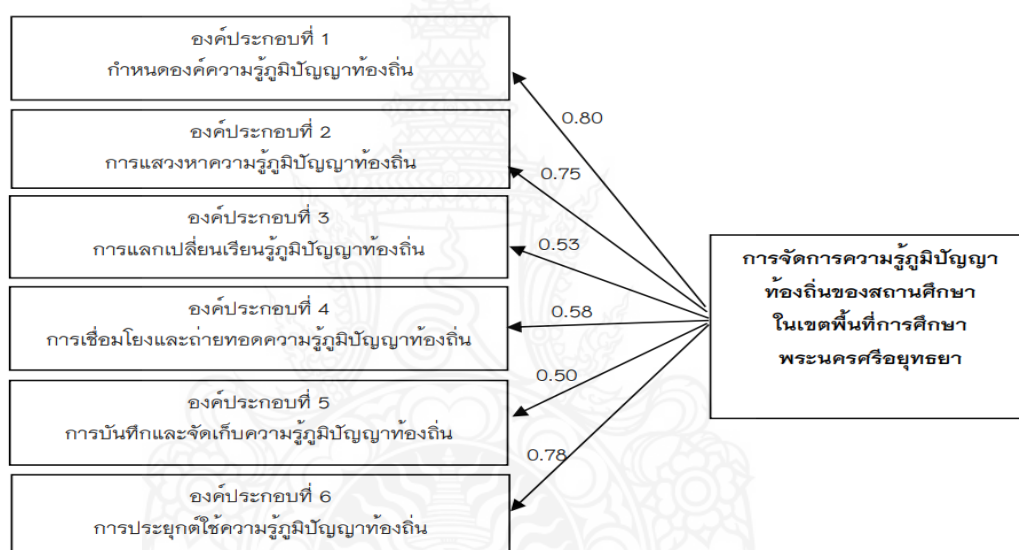 องค์ประกอบที่ 1
กำหนดองค์ความรู้ภูมิปัญญาท้องถิ่น
0.80
องค์ประกอบที่ 2
การแสวงหาความรู้ภูมิปัญญาท้องถิ่น
0.75
องค์ประกอบที่ 3
การแลกเปลี่ยนเรียนรู้ภูมิปัญญาท้องถิ่น
0.53
องค์ประกอบที่ 4
การเชื่อมโยงและถ่ายทอดความรู้ภูมิปัญญาท้องถิ่น
0.58
องค์ประกอบที่ 5
การบันทึกและจัดเก็บความรู้ภูมิปัญญาท้องถิ่น
0.50
องค์ประกอบที่ 6
การประยุกต์ใช้ความรู้ภูมิปัญญาท้องถิ่น
0.78
การจัดการความรู้ภูมิปัญญา
ท้องถิ่นของสถานศึกษา
ในเขตพื้นที่การศึกษา
พระนครศรีอยุทธยา